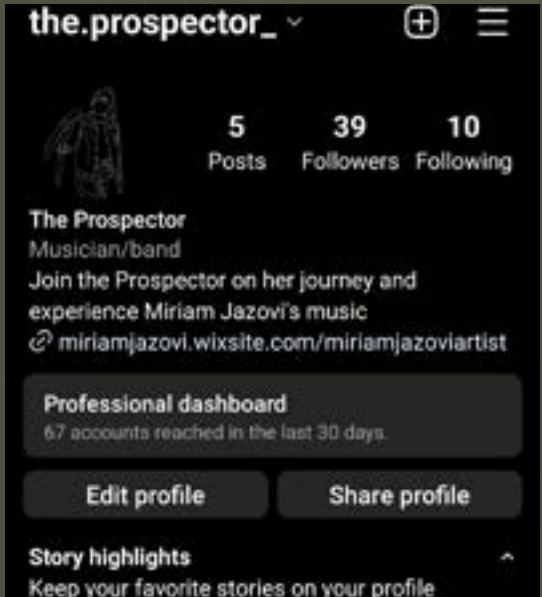 the.prospector_
5 39 10
Posts Followers Following
The Prospector
Musician/band
Join the Prospector on her journey and
experience Miriam Jazovi's music
miriamjazovi.wixsite.com/miriamjazoviartist
Professional dashboard
67 accounts reached in the last 30 days.
Edit profile Share profile
Story highlights
Keep your favorite stories on your profile